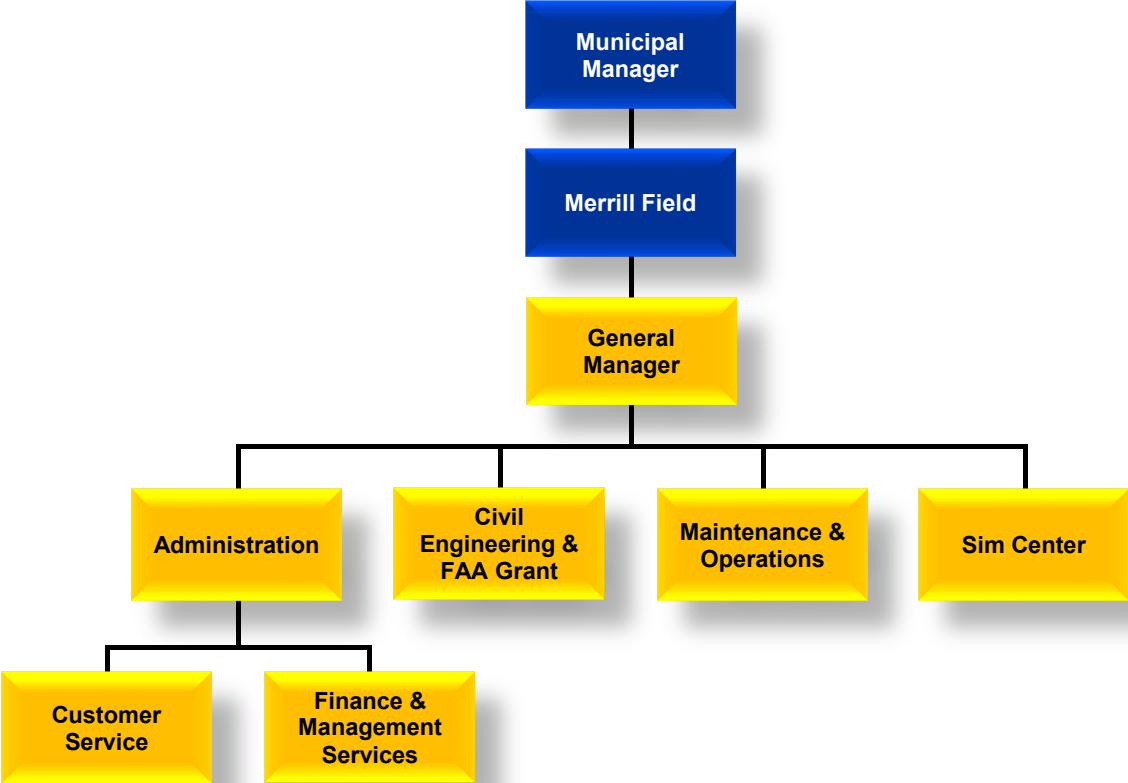 Municipal
Manager
Merrill Field
General
Manager
Administration
Civil
Engineering &
FAA Grant
Maintenance &
Operations
Sim Center
Customer
Service
Finance &
Management
Services